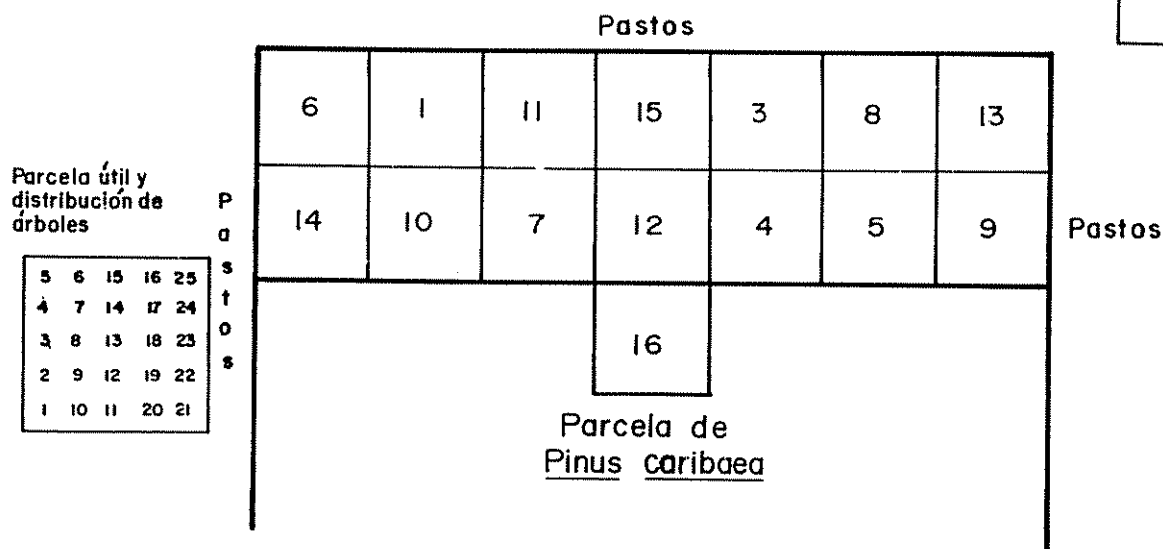 Pastos
6 1 11 15 3 8 13
Parcela útil y
distribución de
árboles
Pastos
14 10 7 12 4 5 9
Pastos
5 6 15 16 25
4 7 14 17 24
3 8 13 18 23
2 9 12 19 22
1 10 11 20 21
16
Parcela de
Pinus caribaea